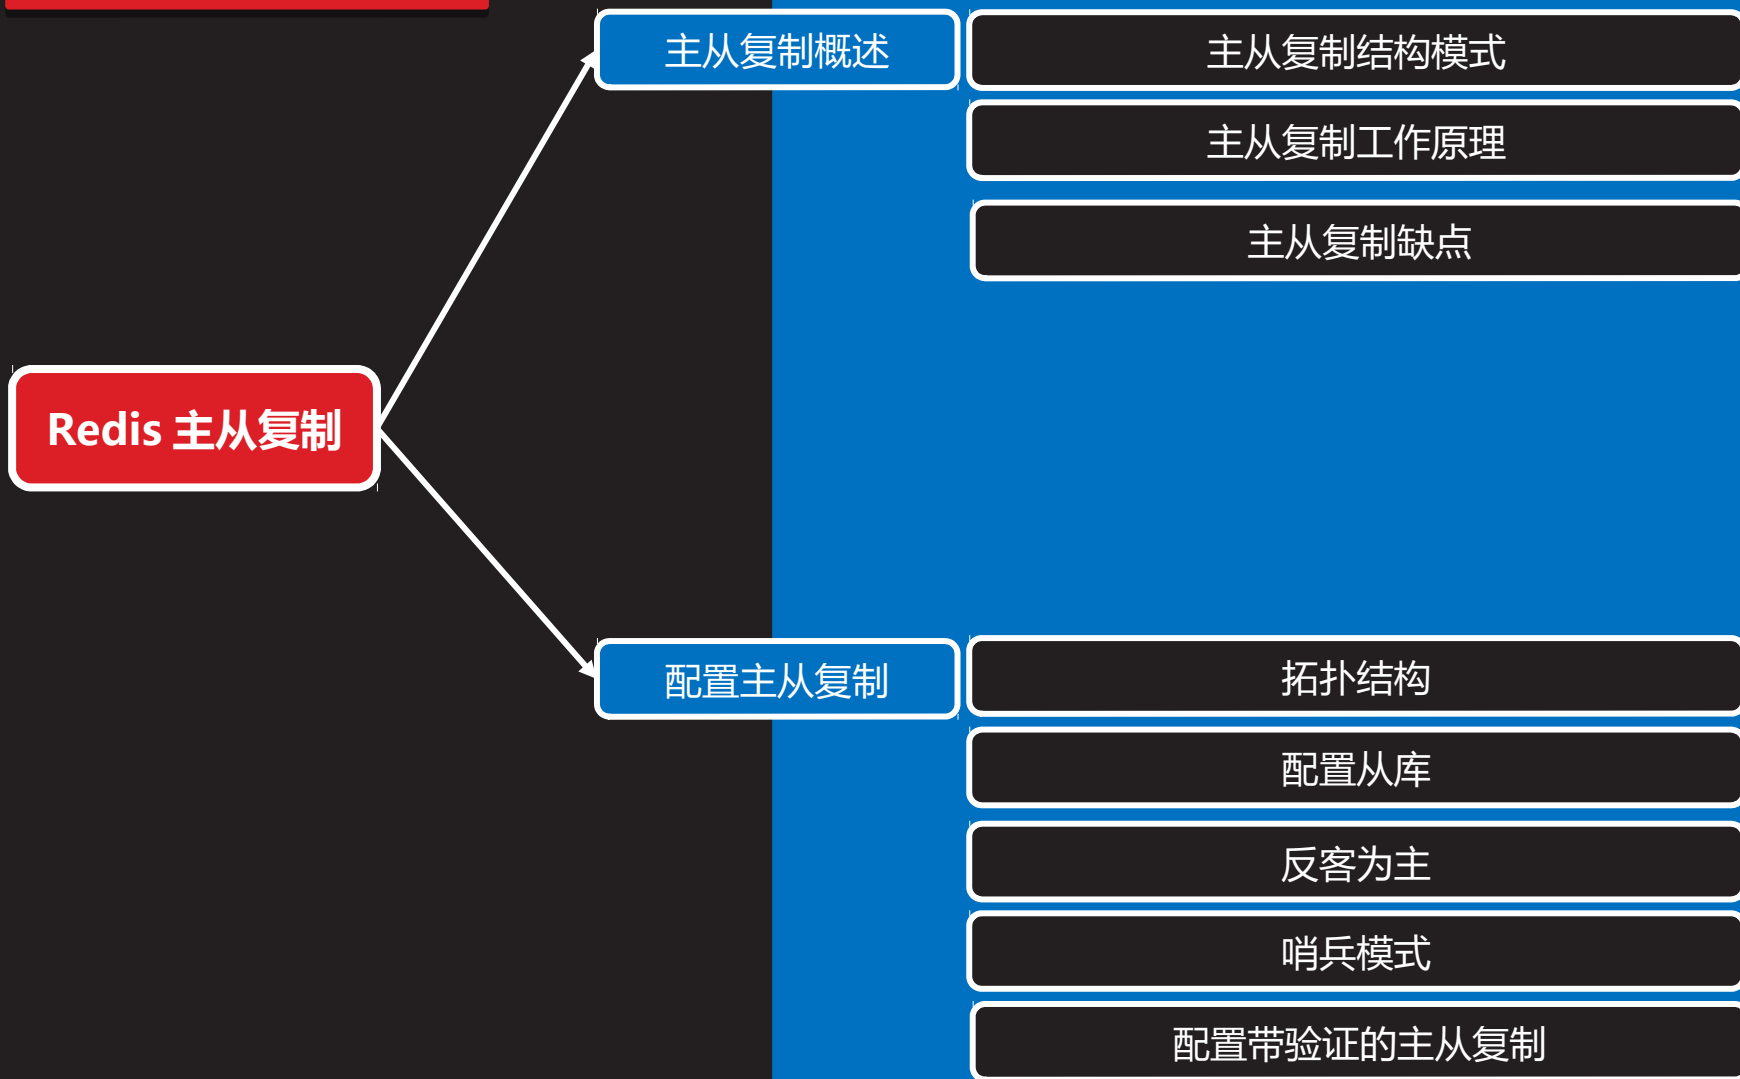 主从复制概述
主从复制结构模式
主从复制工作原理
主从复制缺点
Redis 主从复制
配置主从复制
拓扑结构
配置从库
反客为主
哨兵模式
配置带验证的主从复制